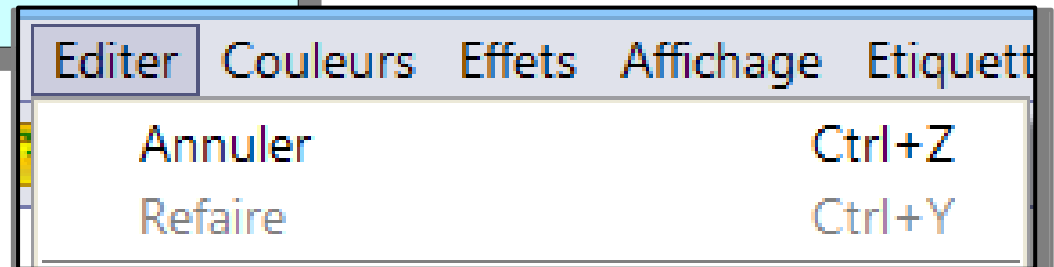 Editer Couleurs Effets Affichage Etiquett
Annuler Ctrl+Z
Refaire Ctrl+Y